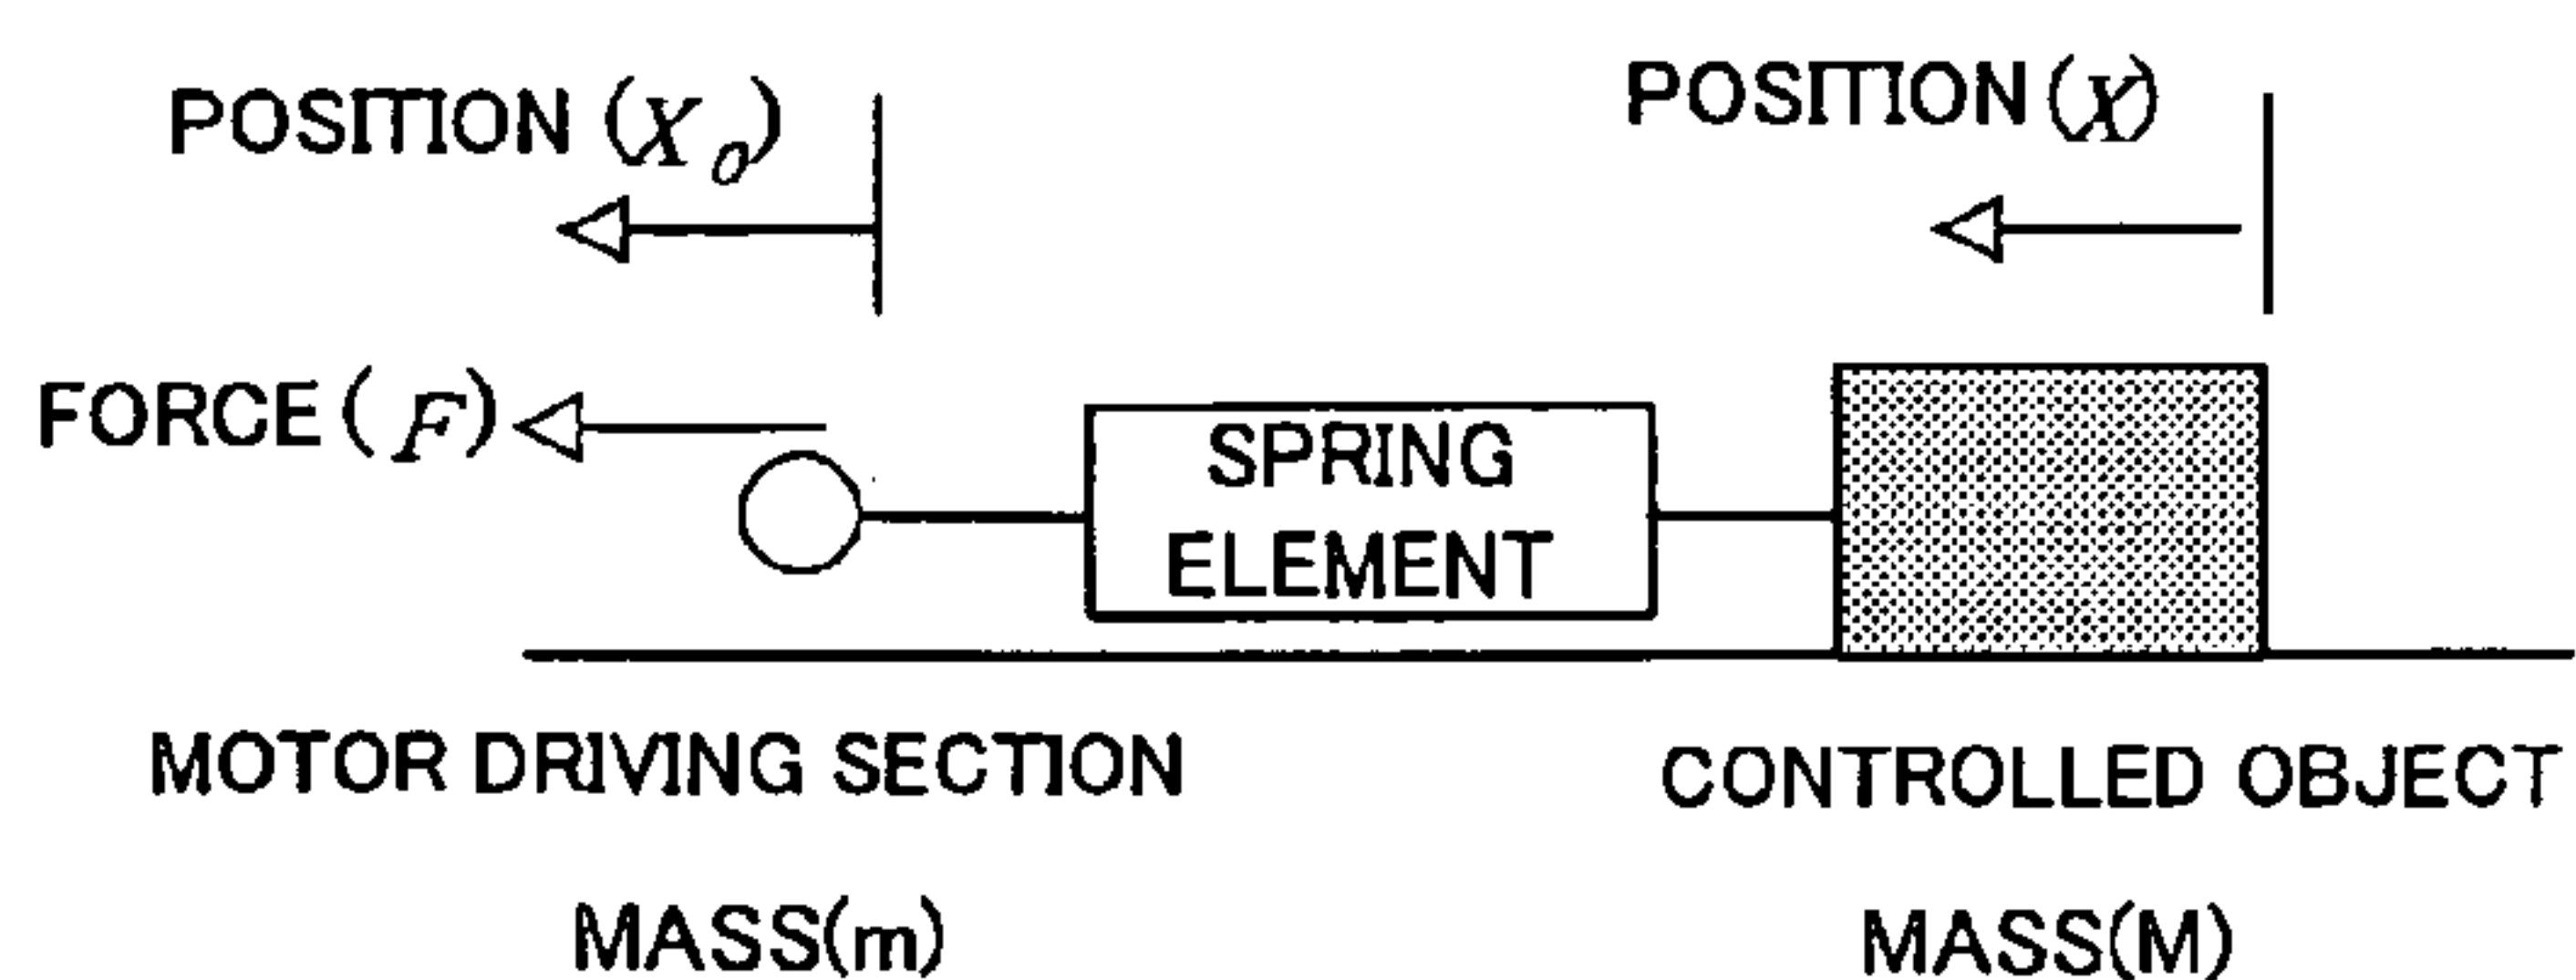 POSITION (X₀)
POSITION (X)
FORCE (F)
SPRING
ELEMENT
MOTOR DRIVING SECTION
CONTROLLED OBJECT
MASS(m)
MASS(M)